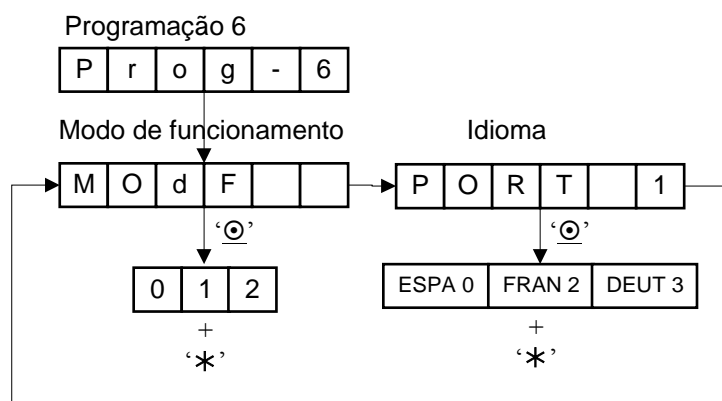 Programação 6
P r o g - 6
Modo de funcionamento
M O d F
‘⊙’
0 1 2
+
‘*’
Idioma
P O R T 1
‘⊙’
ESPA 0 FRAN 2 DEUT 3
+
‘*’